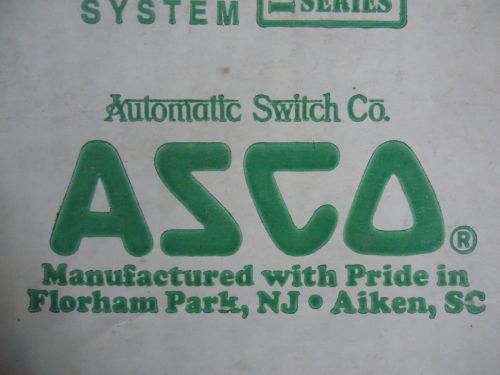 SYSTEM
SERIES
Automatic Switch Co.
ASCO®
Manufactured with Pride in
Florham Park, NJ • Aiken, SC